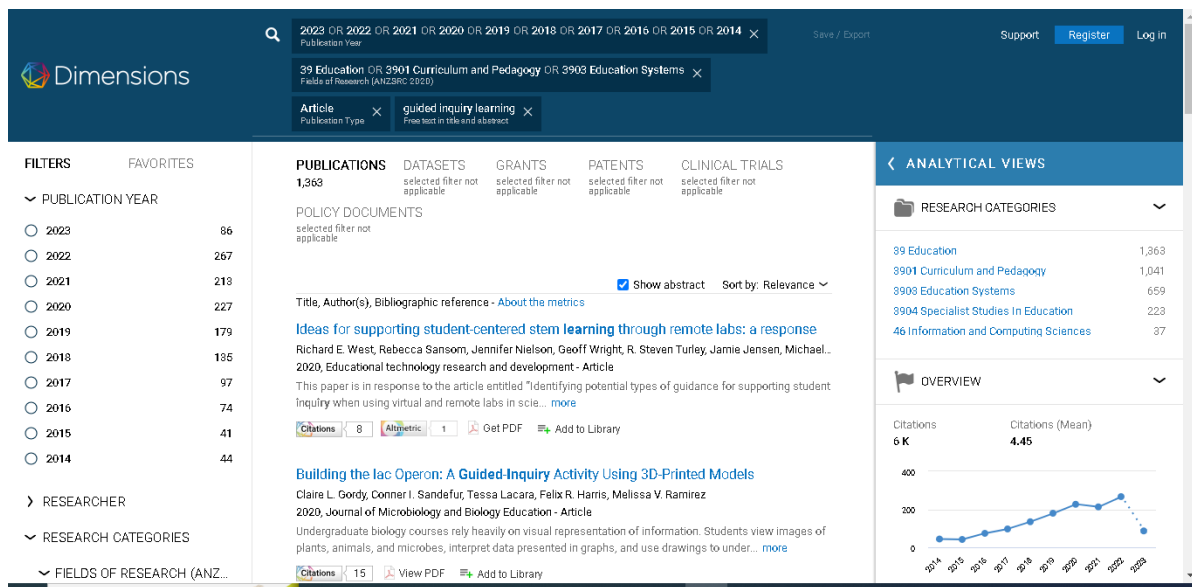 2023 OR 2022 OR 2021 OR 2020 OR 2019 OR 2018 OR 2017 OR 2016 OR 2015 OR 2014
Publication Year
Save / Export
Support
Register
Log in
Dimensions
39 Education OR 3901 Curriculum and Pedagogy OR 3903 Education Systems
Fields of Research (ANZSRC 2020)
Article
Publication Type
guided inquiry learning
Free text in title and abstract
FILTERS
FAVORITES
PUBLICATION YEAR
2023 86
2022 267
2021 213
2020 227
2019 179
2018 135
2017 97
2016 74
2015 41
2014 44
RESEARCHER
RESEARCH CATEGORIES
FIELDS OF RESEARCH (ANZ...
PUBLICATIONS
1,363
DATASETS
selected filter not
applicable
GRANTS
selected filter not
applicable
PATENTS
selected filter not
applicable
CLINICAL TRIALS
selected filter not
applicable
POLICY DOCUMENTS
selected filter not
applicable
Show abstract Sort by: Relevance
Title, Author(s), Bibliographic reference - About the metrics
Ideas for supporting student-centered stem learning through remote labs: a response
Richard E. West, Rebecca Sansom, Jennifer Nielson, Geoff Wright, R. Steven Turley, Jamie Jensen, Michael...
2020, Educational technology research and development - Article
This paper is in response to the article entitled “Identifying potential types of guidance for supporting student
inquiry when using virtual and remote labs in scie... more
Citations 8 Altmetric 1 Get PDF Add to Library
Building the lac Operon: A Guided-Inquiry Activity Using 3D-Printed Models
Claire L. Gordy, Conner I. Sandefur, Tessa Lacara, Felix R. Harris, Melissa V. Ramirez
2020, Journal of Microbiology and Biology Education - Article
Undergraduate biology courses rely heavily on visual representation of information. Students view images of
plants, animals, and microbes, interpret data presented in graphs, and use drawings to under... more
Citations 15 View PDF Add to Library
ANALYTICAL VIEWS
RESEARCH CATEGORIES
39 Education 1,363
3901 Curriculum and Pedagogy 1,041
3903 Education Systems 659
3904 Specialist Studies In Education 223
46 Information and Computing Sciences 37
OVERVIEW
Citations
6 K
Citations (Mean)
4.45
400
200
0
2014 2015 2016 2017 2018 2019 2020 2021 2022 2023